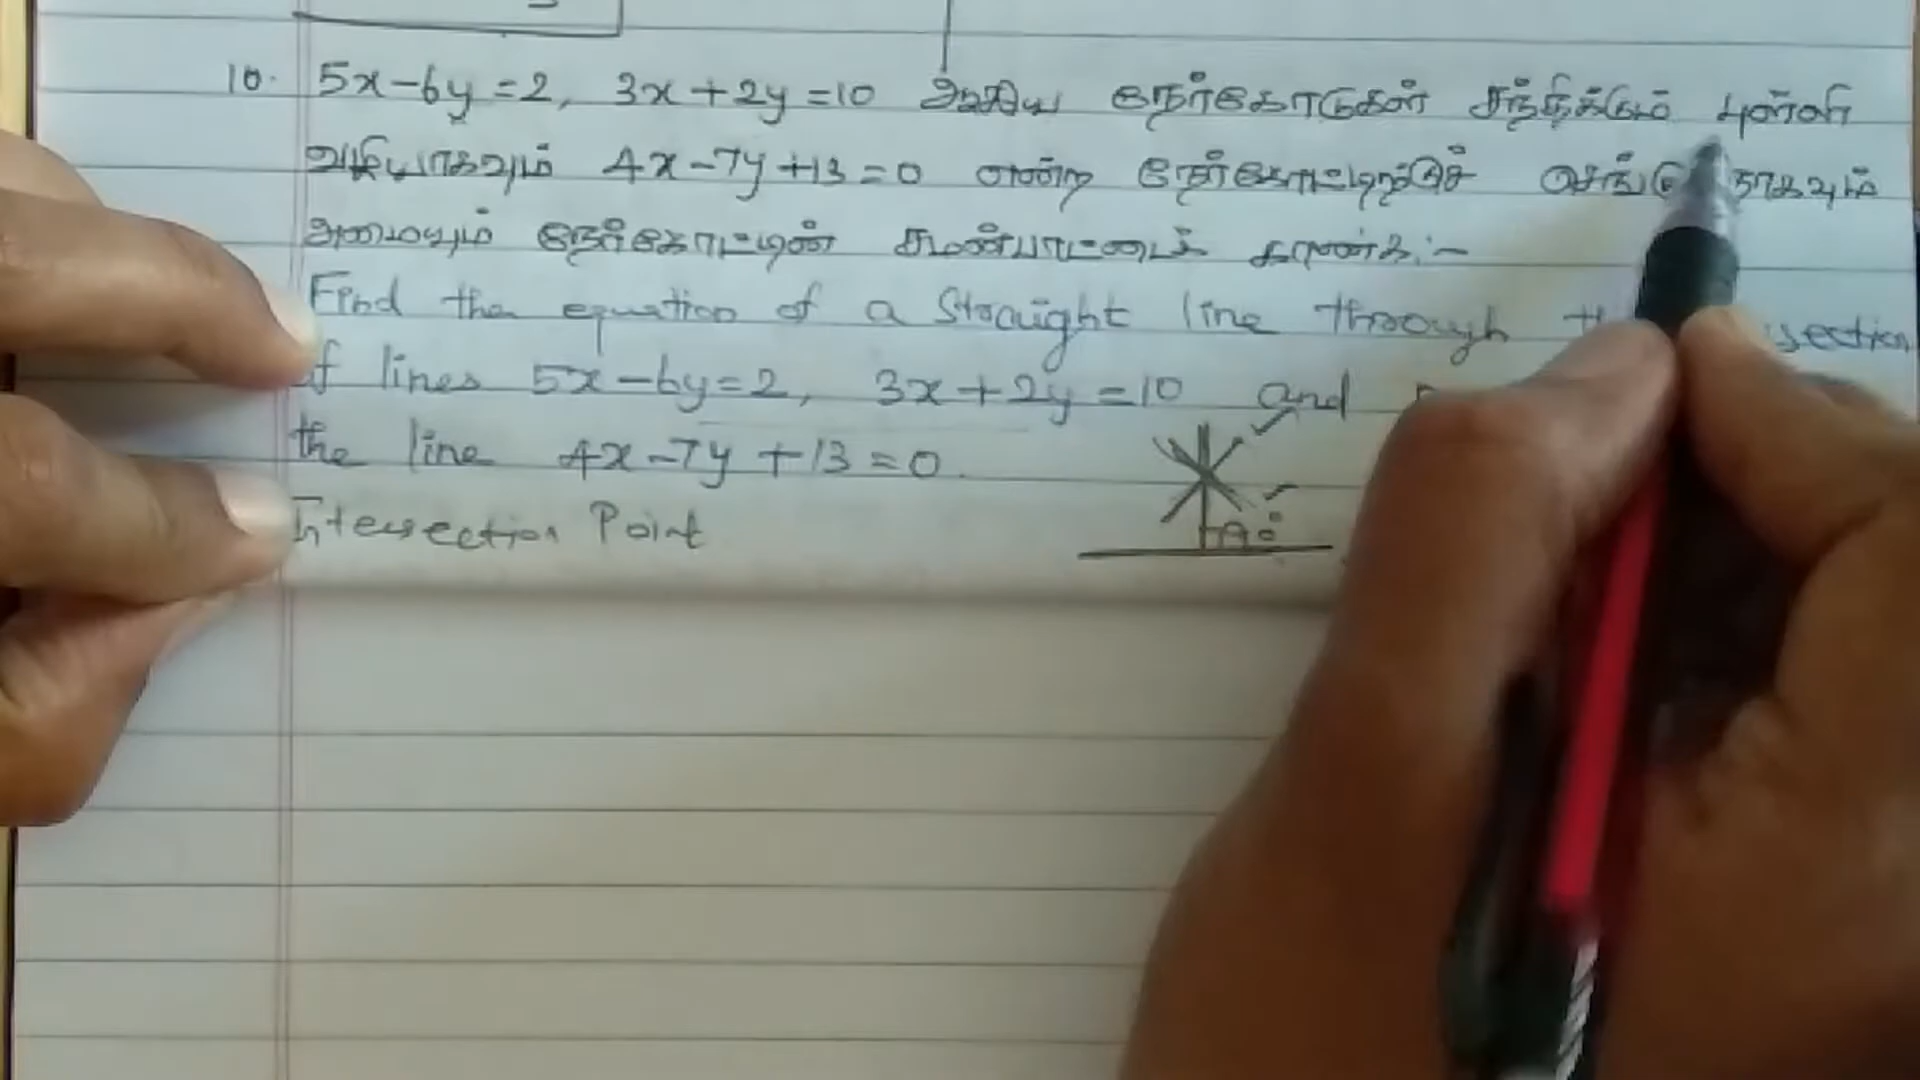 10. 5x-6y=2, 3x+2y=10 ஆகிய நேர்கோடுகள் சந்திக்கும் புள்ளி
வழியாகவும் 4x-7y+13=0 என்ற நேர்கோட்டிற்குச்
அமையும் நேர்கோட்டின் சமன்பாட்டைக் காண்க:-
Find the equation of a Straight line through
of lines 5x-6y=2, 3x+2y=10 and
the line 4x-7y+13=0.
Intersection Point
90°